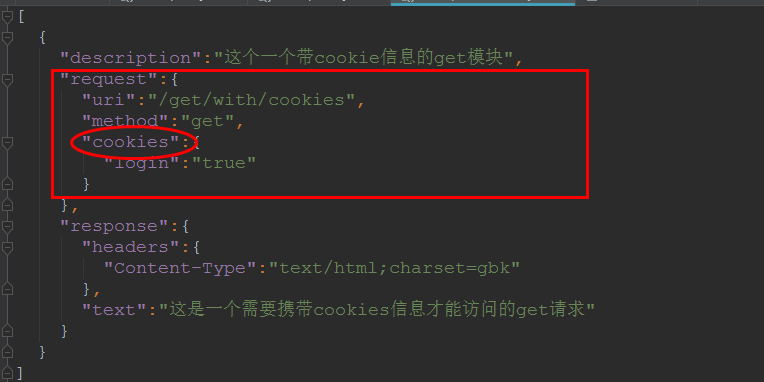 [
{
"description":"这个一个带cookie信息的get模块",
"request":{
"uri":"/get/with/cookies",
"method":"get",
"cookies":{
"login":"true"
}
},
"response":{
"headers":{
"Content-Type":"text/html;charset=gbk"
},
"text":"这是一个需要携带cookies信息才能访问的get请求"
}
}
]